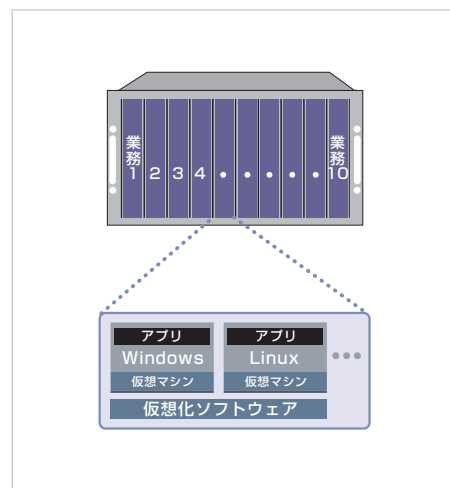 業務1 2 3 4 • • • • • 業務10
アプリ アプリ
Windows Linux •••
仮想マシン 仮想マシン
仮想化ソフトウェア